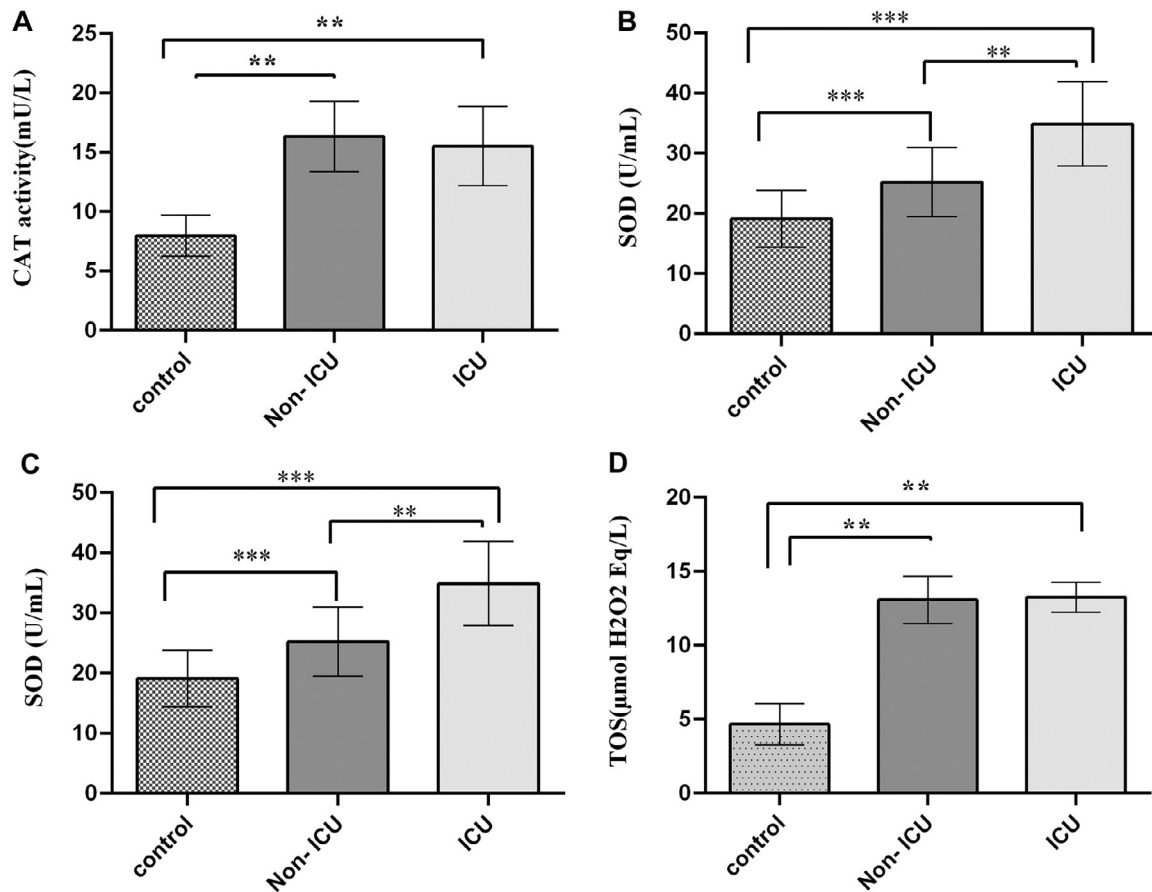 A
CAT activity(mU/L)
25
20
15
10
5
0
**
**
control
Non- ICU
ICU
B
SOD (U/mL)
50
40
30
20
10
0
***
**
***
control
Non- ICU
ICU
C
SOD (U/mL)
50
40
30
20
10
0
***
**
***
control
Non- ICU
ICU
D
TOS(µmol H2O2 Eq/L)
20
15
10
5
0
**
**
control
Non- ICU
ICU